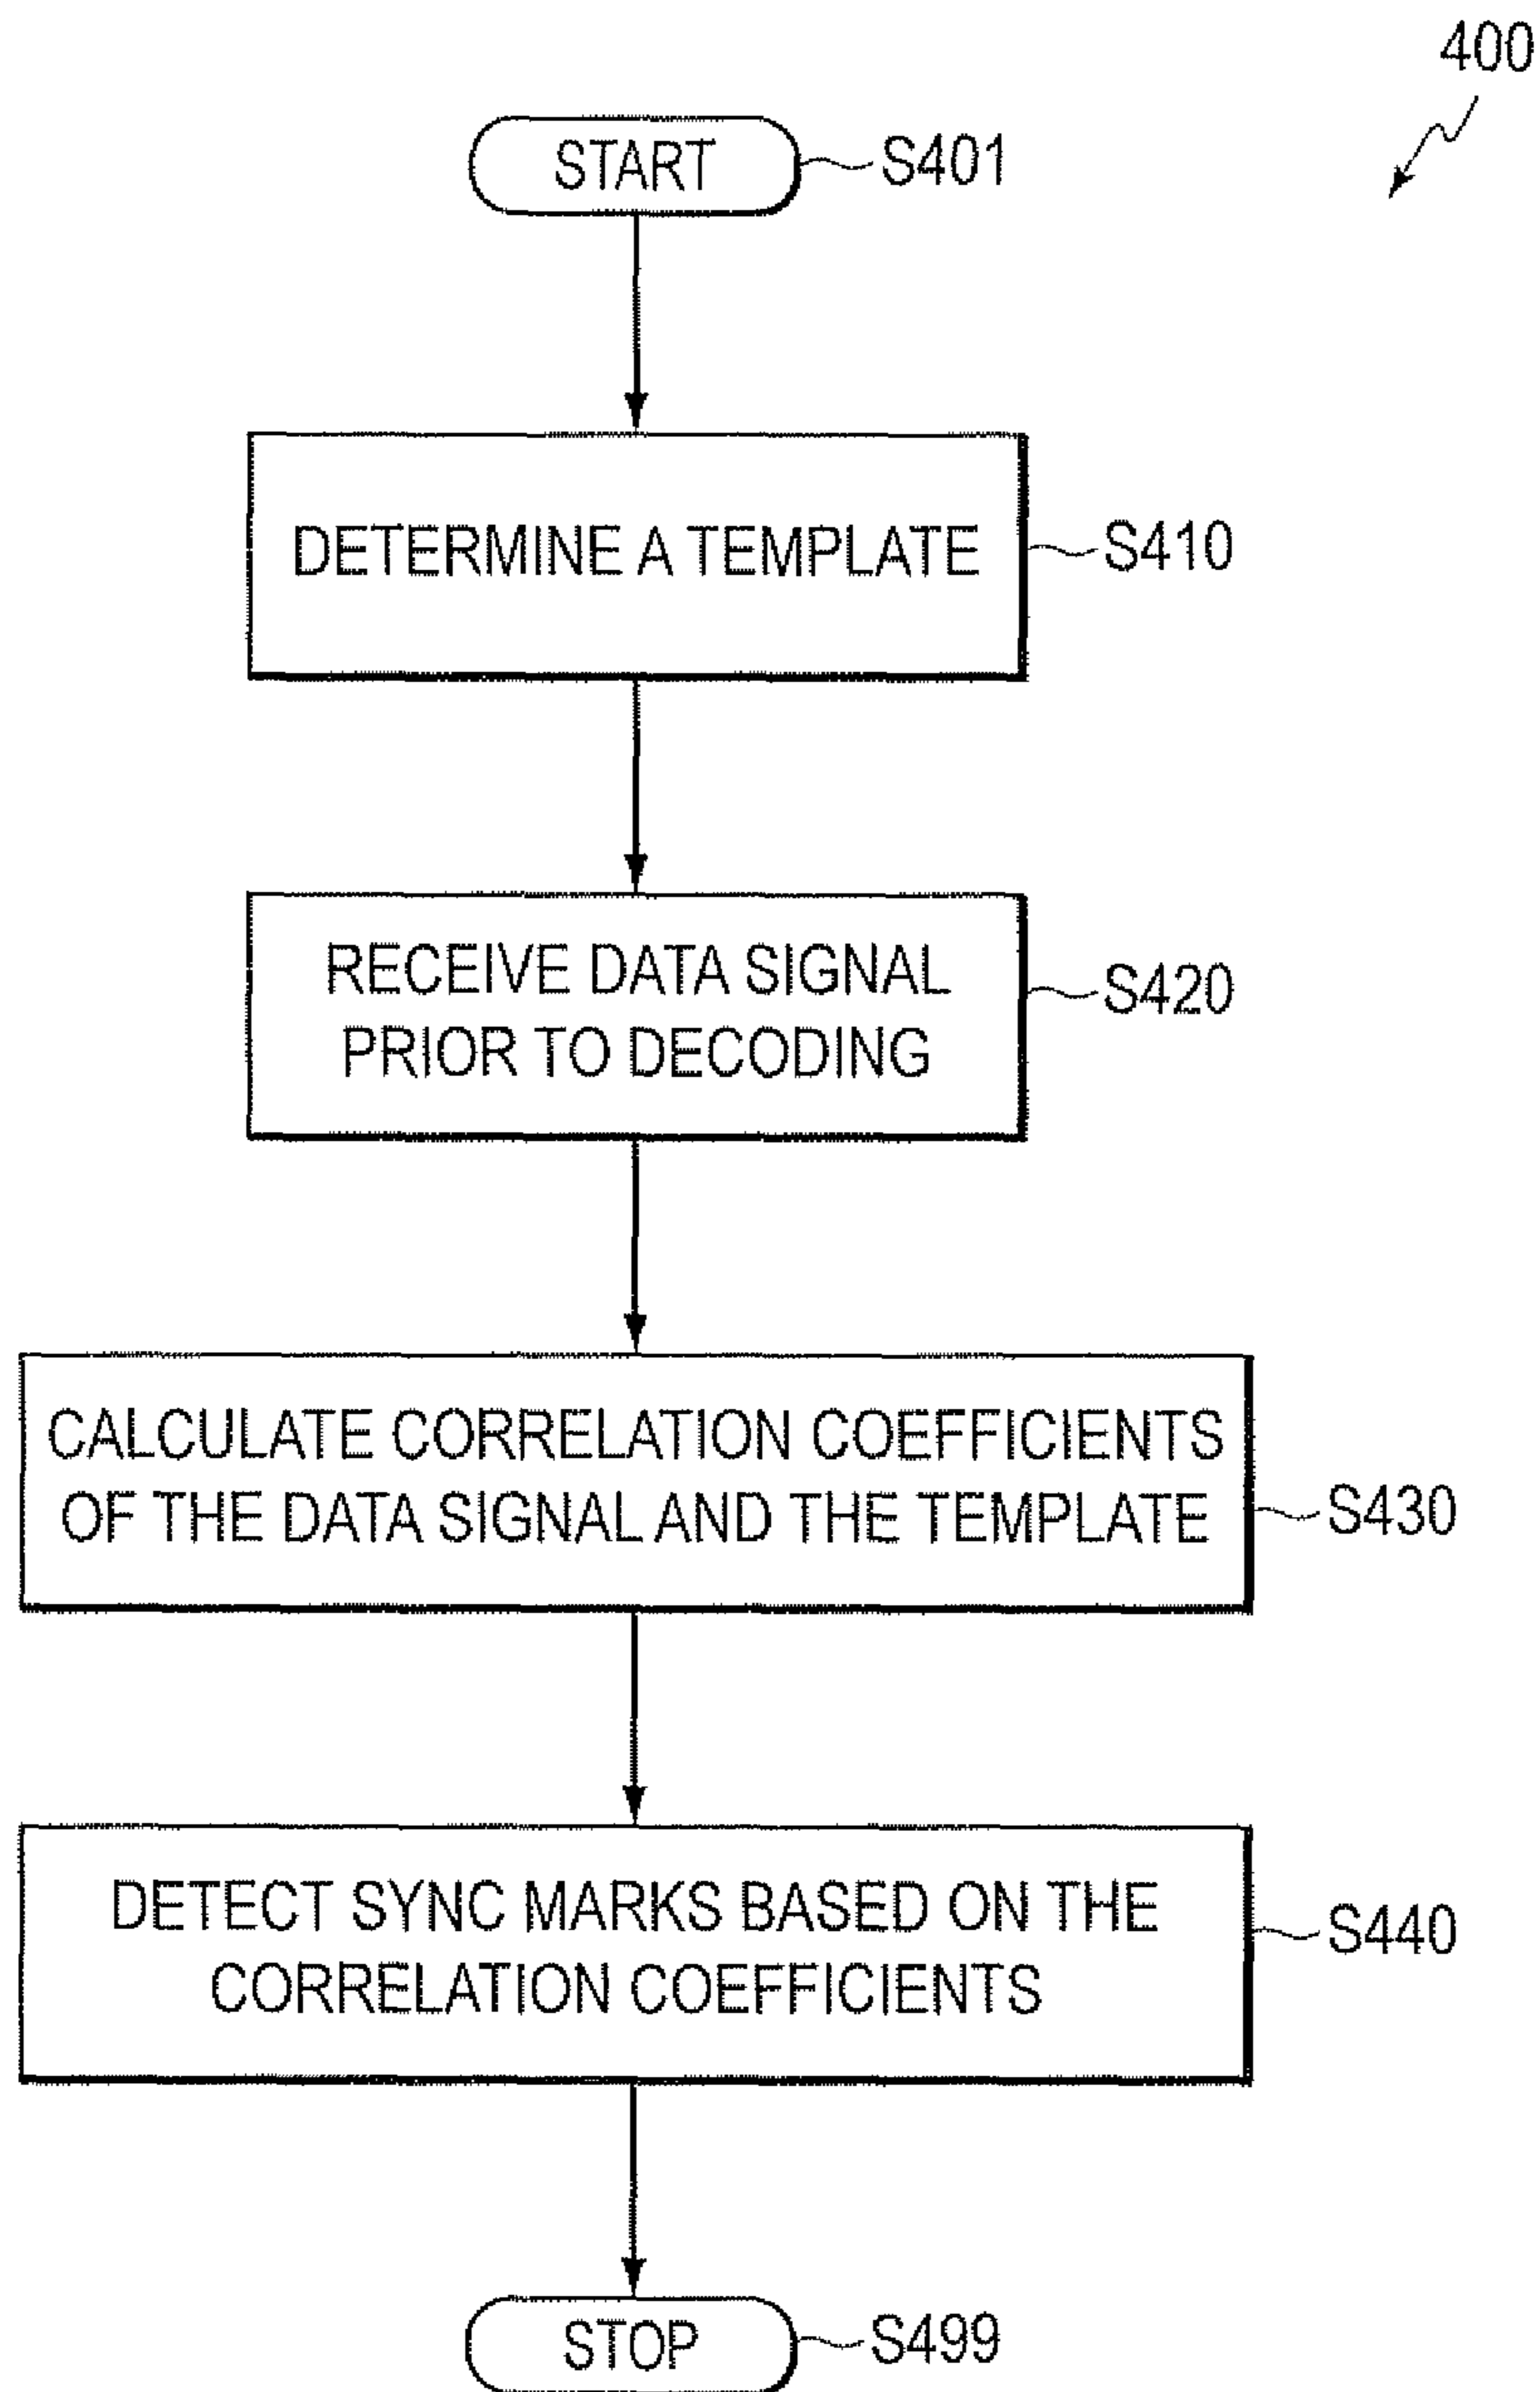 400
START
S401
DETERMINE A TEMPLATE
S410
RECEIVE DATA SIGNAL
PRIOR TO DECODING
S420
CALCULATE CORRELATION COEFFICIENTS
OF THE DATA SIGNAL AND THE TEMPLATE
S430
DETECT SYNC MARKS BASED ON THE
CORRELATION COEFFICIENTS
S440
STOP
S499